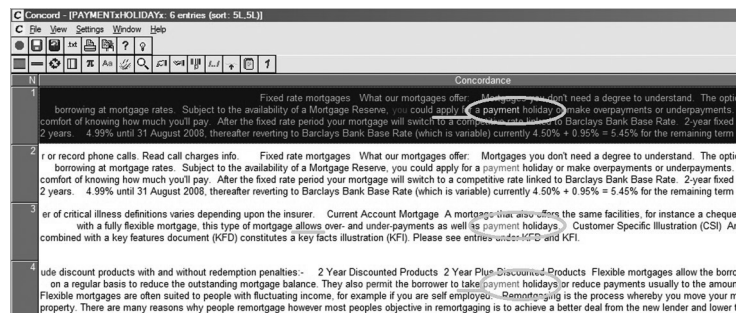 Concord - [PAYMENTxHOLIDAYx: 6 entries (sort: 5L,5L)]
C File View Settings Window Help
.txt ?
π Aa 1
N Concordance
1 Fixed rate mortgages What our mortgages offer: Mortgages you don't need a degree to understand. The optic
borrowing at mortgage rates. Subject to the availability of a Mortgage Reserve, you could apply for a payment holiday or make overpayments or underpayments.
comfort of knowing how much you'll pay. After the fixed rate period your mortgage will switch to a competitive rate linked to Barclays Bank Base Rate. 2-year fixed
2 years. 4.99% until 31 August 2008, thereafter reverting to Barclays Bank Base Rate (which is variable) currently 4.50% + 0.95% = 5.45% for the remaining term
2 r or record phone calls. Read call charges info. Fixed rate mortgages What our mortgages offer: Mortgages you don't need a degree to understand. The optic
borrowing at mortgage rates. Subject to the availability of a Mortgage Reserve, you could apply for a payment holiday or make overpayments or underpayments.
comfort of knowing how much you'll pay. After the fixed rate period your mortgage will switch to a competitive rate linked to Barclays Bank Base Rate. 2-year fixed
2 years. 4.99% until 31 August 2008, thereafter reverting to Barclays Bank Base Rate (which is variable) currently 4.50% + 0.95% = 5.45% for the remaining term
3 er of critical illness definitions varies depending upon the insurer. Current Account Mortgage A mortgage that also offers the same facilities, for instance a cheque
with a fully flexible mortgage, this type of mortgage allows over- and under-payments as well as payment holidays. Customer Specific Illustration (CSI) An
combined with a key features document (KFD) constitutes a key facts illustration (KFI). Please see entries under KFD and KFI.
4 ude discount products with and without redemption penalties:- 2 Year Discounted Products 2 Year Plus Discounted Products Flexible mortgages allow the borro
on a regular basis to reduce the outstanding mortgage balance. They also permit the borrower to take payment holidays or reduce payments usually to the amoun
Flexible mortgages are often suited to people with fluctuating income, for example if you are self employed. Remortgaging is the process whereby you move your m
property. There are many reasons why people remortgage however most peoples objective in remortgaging is to achieve a better deal from the new lender and lower t